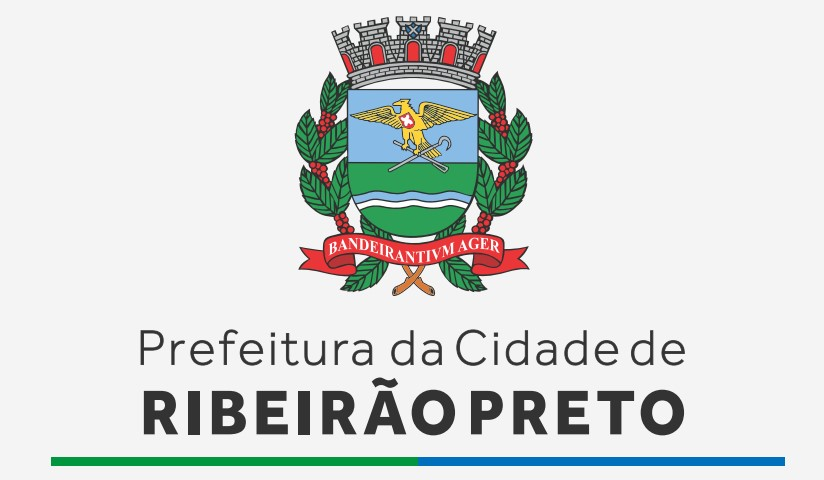 BANDEIRANTIVM AGER
Prefeitura da Cidade de
RIBEIRÃO PRETO